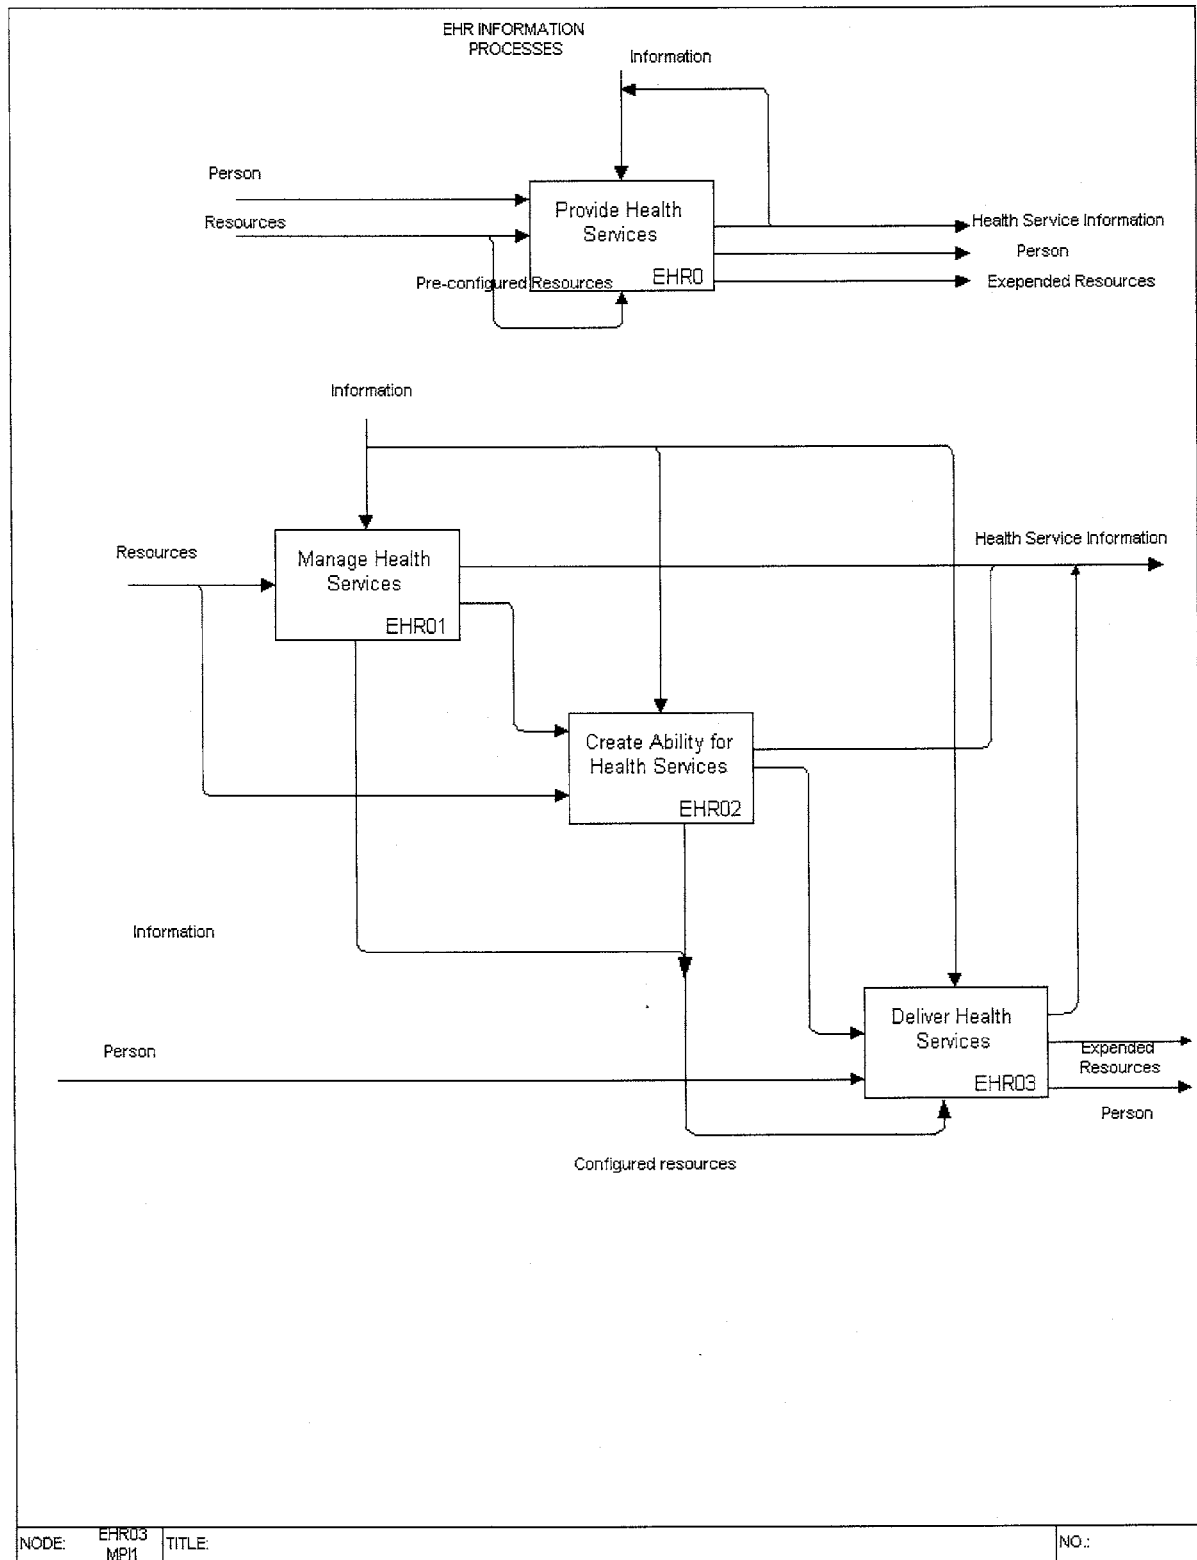 EHR INFORMATION
PROCESSES
Information
Person
Resources
Provide Health
Services
EHR0
Pre-configured Resources
Health Service Information
Person
Exepended Resources
Information
Resources
Manage Health
Services
EHR01
Health Service Information
Create Ability for
Health Services
EHR02
Information
Deliver Health
Services
EHR03
Person
Expended
Resources
Person
Configured resources
NODE:
EHR03
MPI1
TITLE:
NO.: